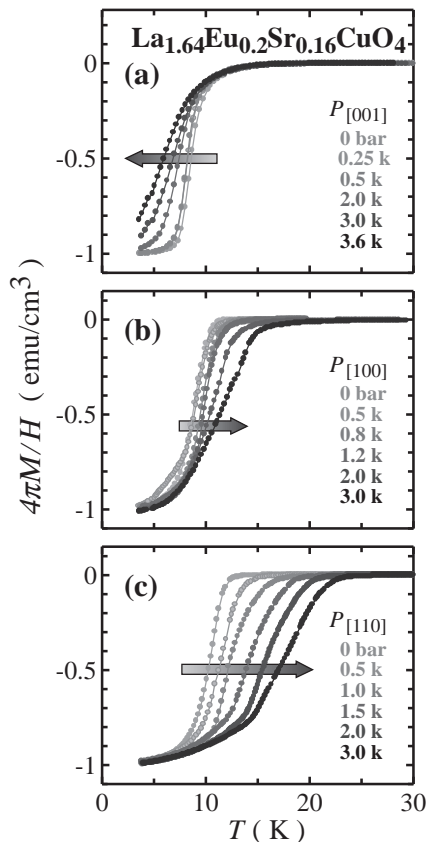 La1.64Eu0.2Sr0.16CuO4
(a)
P[001]
0 bar
0.25 k
0.5 k
2.0 k
3.0 k
3.6 k
0
-0.5
-1
(b)
P[100]
0 bar
0.5 k
0.8 k
1.2 k
2.0 k
3.0 k
0
-0.5
-1
4πM/H ( emu/cm³ )
(c)
P[110]
0 bar
0.5 k
1.0 k
1.5 k
2.0 k
3.0 k
0
-0.5
-1
0 10 20 30
T ( K )